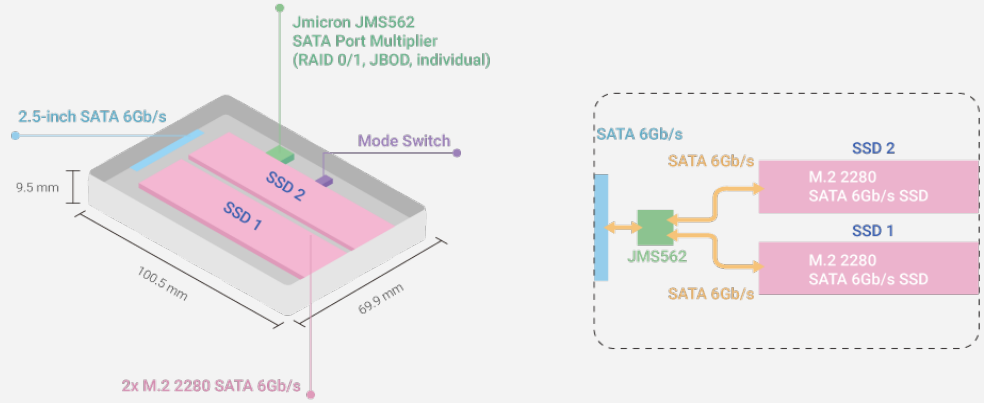 Jmicron JMS562
SATA Port Multiplier
(RAID 0/1, JBOD, individual)
2.5-inch SATA 6Gb/s
Mode Switch
9.5 mm
SSD 2
SSD 1
100.5 mm
69.9 mm
2x M.2 2280 SATA 6Gb/s
SATA 6Gb/s
SSD 2
SATA 6Gb/s
M.2 2280
SATA 6Gb/s SSD
SSD 1
JMS562
M.2 2280
SATA 6Gb/s SSD
SATA 6Gb/s